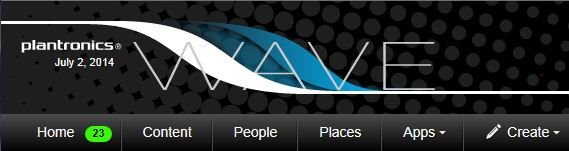 plantronics®
WAVE
July 2, 2014
Home 23 Content People Places Apps Create